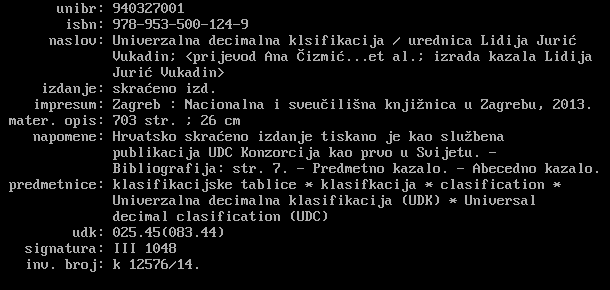 unibr: 940327001
isbn: 978-953-500-124-9
naslov: Univerzalna decimalna klsifikacija / urednica Lidija Jurić
Vukadin; <prijevod Ana Čizmić...et al.; izrada kazala Lidija
Jurić Vukadin>
izdanje: skraćeno izd.
impresum: Zagreb : Nacionalna i sveučilišna knjižnica u Zagrebu, 2013.
mater. opis: 703 str. ; 26 cm
napomene: Hrvatsko skraćeno izdanje tiskano je kao službena
publikacija UDC Konzorcija kao prvo u Svijetu. -
Bibliografija: str. 7. - Predmetno kazalo. - Abecedno kazalo.
predmetnice: klasifikacijske tablice * klasifkacija * clasification *
Univerzalna decimalna klasifikacija (UDK) * Universal
decimal clasification (UDC)
udk: 025.45(083.44)
signatura: III 1048
inv. broj: k 12576/14.